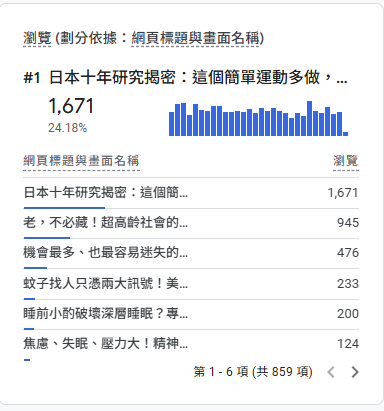 瀏覽 (劃分依據：網頁標題與畫面名稱)
#1 日本十年研究揭密：這個簡單運動多做，...
1,671
24.18%
網頁標題與畫面名稱 瀏覽
日本十年研究揭密：這個簡... 1,671
老，不必藏！超高齡社會的... 945
機會最多、也最容易迷失的... 476
蚊子找人只憑兩大訊號！美... 233
睡前小酌破壞深層睡眠？專... 200
焦慮、失眠、壓力大！精神... 124
第 1 - 6 項 (共 859 項)